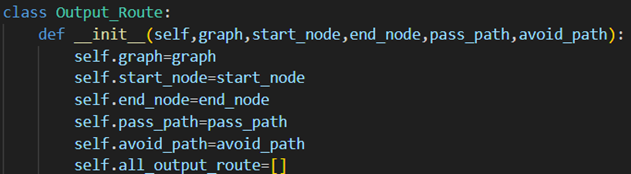 class Output_Route:
    def __init__(self,graph,start_node,end_node,pass_path,avoid_path):
        self.graph=graph
        self.start_node=start_node
        self.end_node=end_node
        self.pass_path=pass_path
        self.avoid_path=avoid_path
        self.all_output_route=[]